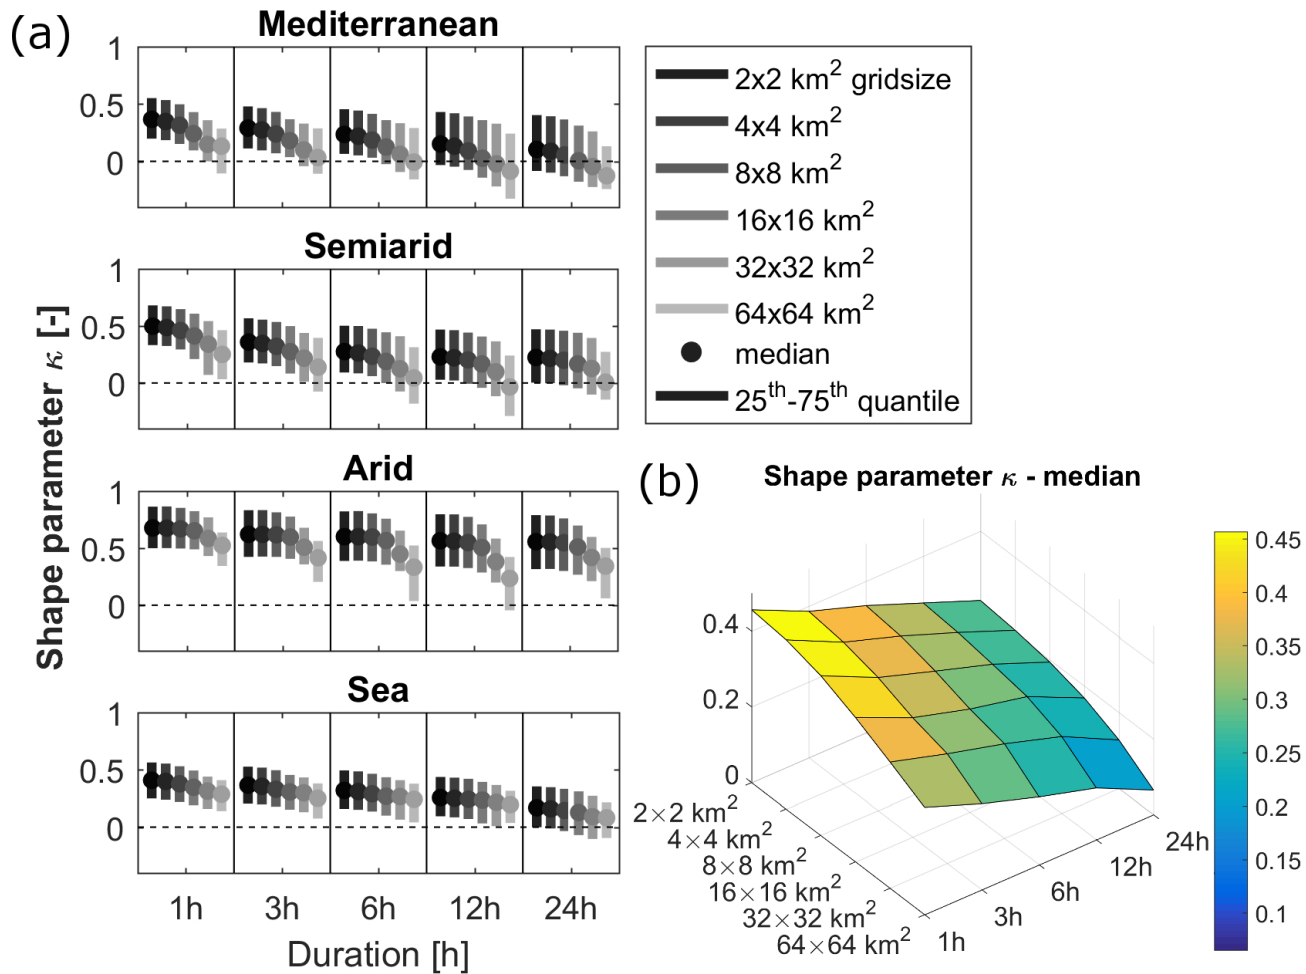 (a)
Mediterranean
1
0.5
0
2x2 km² gridsize
4x4 km²
8x8 km²
16x16 km²
32x32 km²
64x64 km²
median
25th-75th quantile
Semiarid
1
0.5
0
Arid
1
0.5
0
Sea
1
0.5
0
Shape parameter κ [-]
1h 3h 6h 12h 24h
Duration [h]
(b)
Shape parameter κ - median
0.4
0.2
0
2×2 km²
4×4 km²
8×8 km²
16×16 km²
32×32 km²
64×64 km²
1h
3h
6h
12h
24h
0.45
0.4
0.35
0.3
0.25
0.2
0.15
0.1